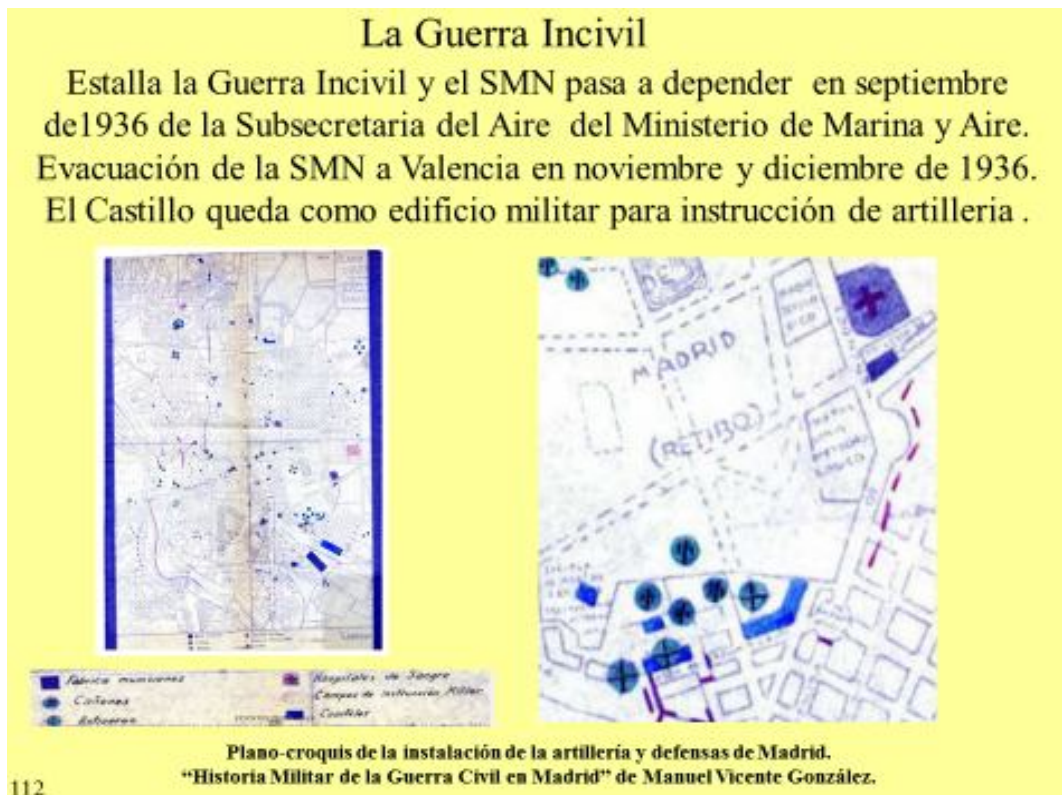 La Guerra Incivil
Estalla la Guerra Incivil y el SMN pasa a depender en septiembre
de1936 de la Subsecretaria del Aire del Ministerio de Marina y Aire.
Evacuación de la SMN a Valencia en noviembre y diciembre de 1936.
El Castillo queda como edificio militar para instrucción de artilleria .
MADRID
(RETIRO)
Fabrica municiones
Cañones
Hospitales de Sangre
Campos de instrucción Militar
Cuarteles
Plano-croquis de la instalación de la artillería y defensas de Madrid.
“Historia Militar de la Guerra Civil en Madrid” de Manuel Vicente González.
112